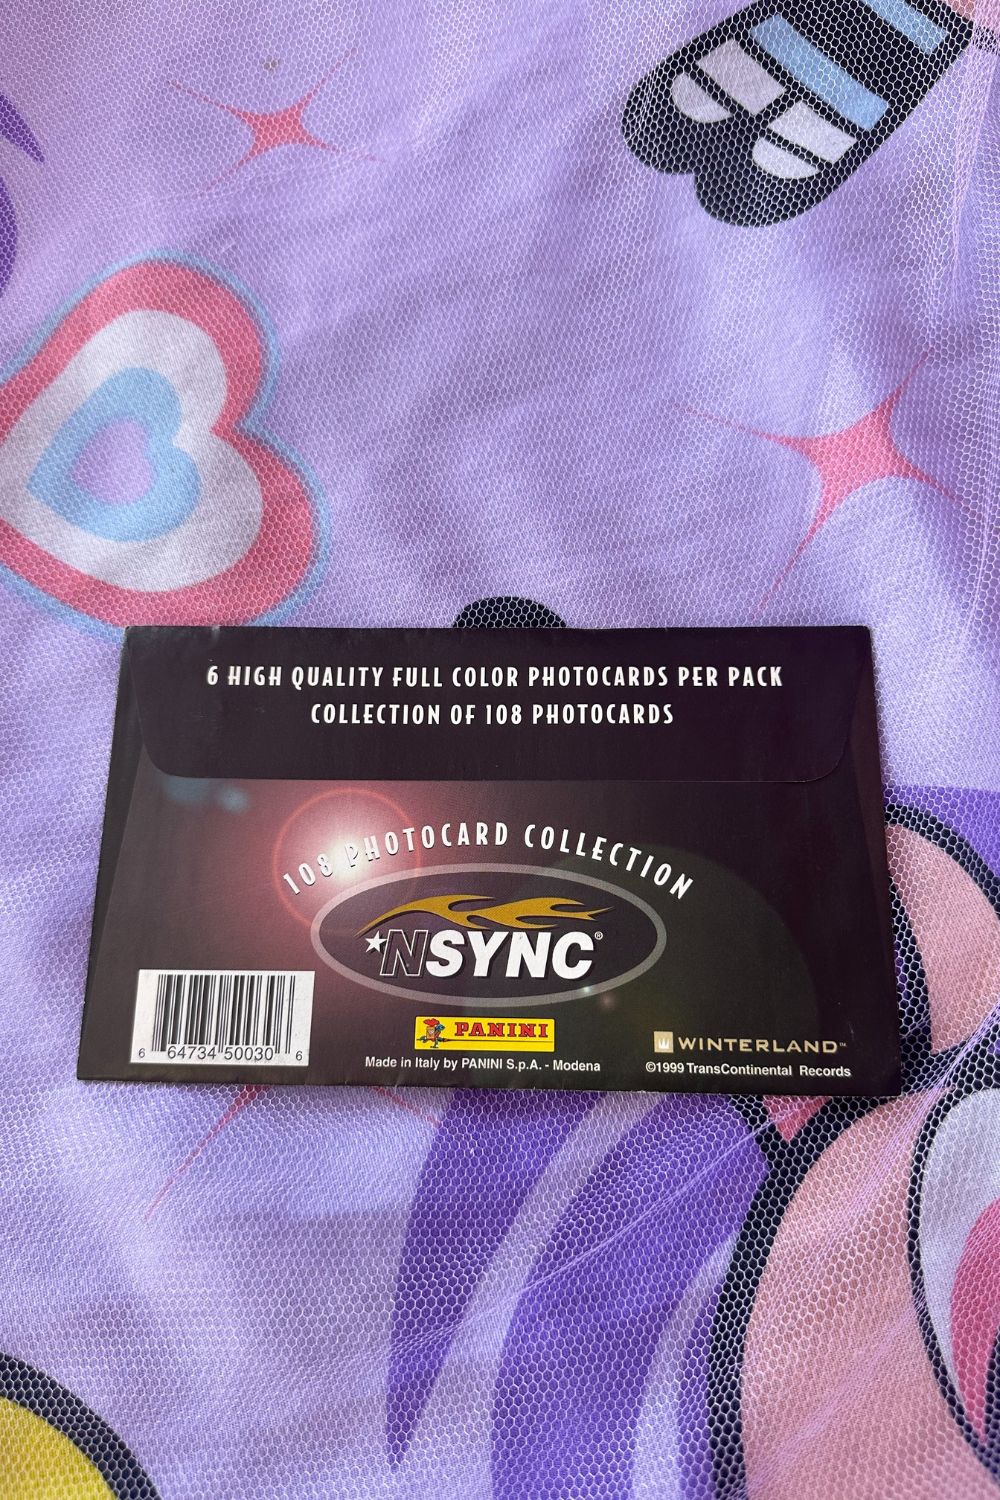 6 HIGH QUALITY FULL COLOR PHOTOCARDS PER PACK
COLLECTION OF 108 PHOTOCARDS
108 PHOTOCARD COLLECTION
*NSYNC®
PANINI
Made in Italy by PANINI S.p.A. - Modena
6 64734 50030 6
WINTERLAND™
©1999 TransContinental Records